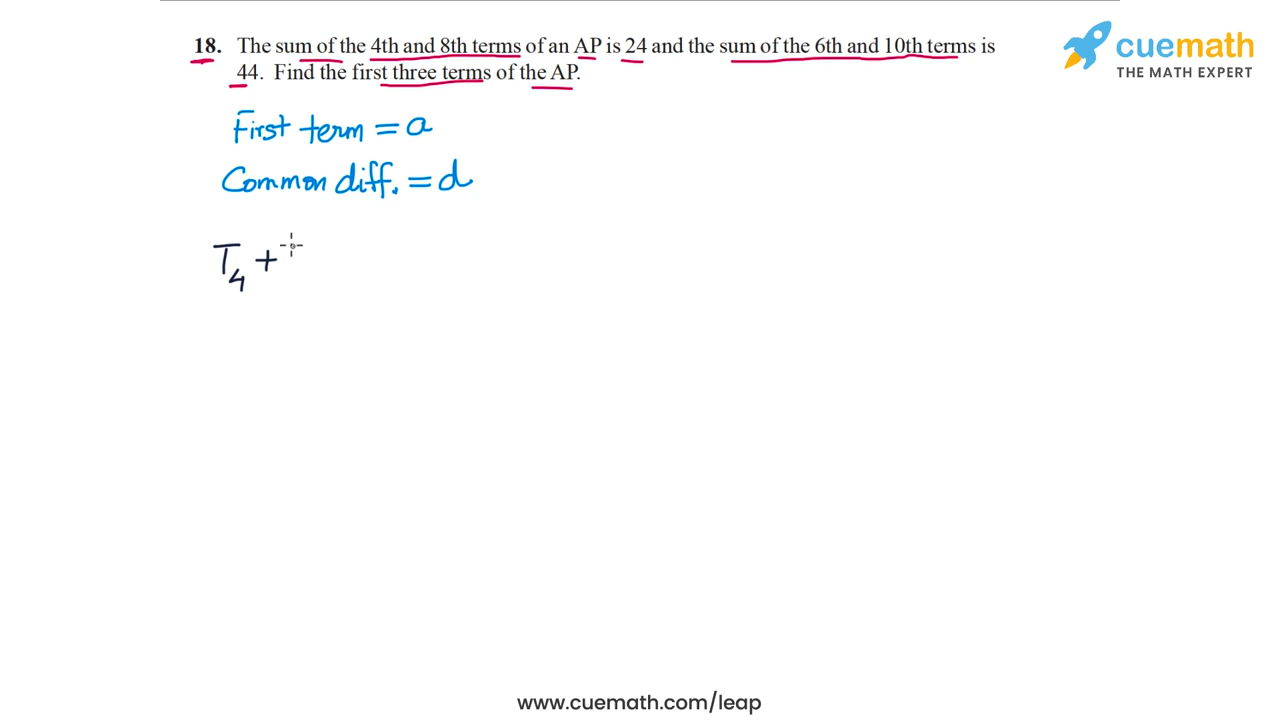 18. The sum of the 4th and 8th terms of an AP is 24 and the sum of the 6th and 10th terms is
44. Find the first three terms of the AP.
cuemath
THE MATH EXPERT
First term = a
Common diff. = d
T4 +
www.cuemath.com/leap